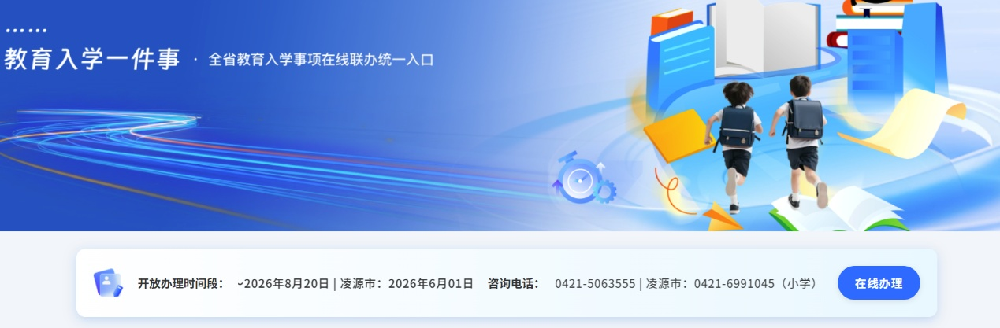 ……
教育入学一件事 · 全省教育入学事项在线联办统一入口
开放办理时间段： ~2026年8月20日 | 凌源市：2026年6月01日 咨询电话： 0421-5063555 | 凌源市：0421-6991045（小学） 在线办理